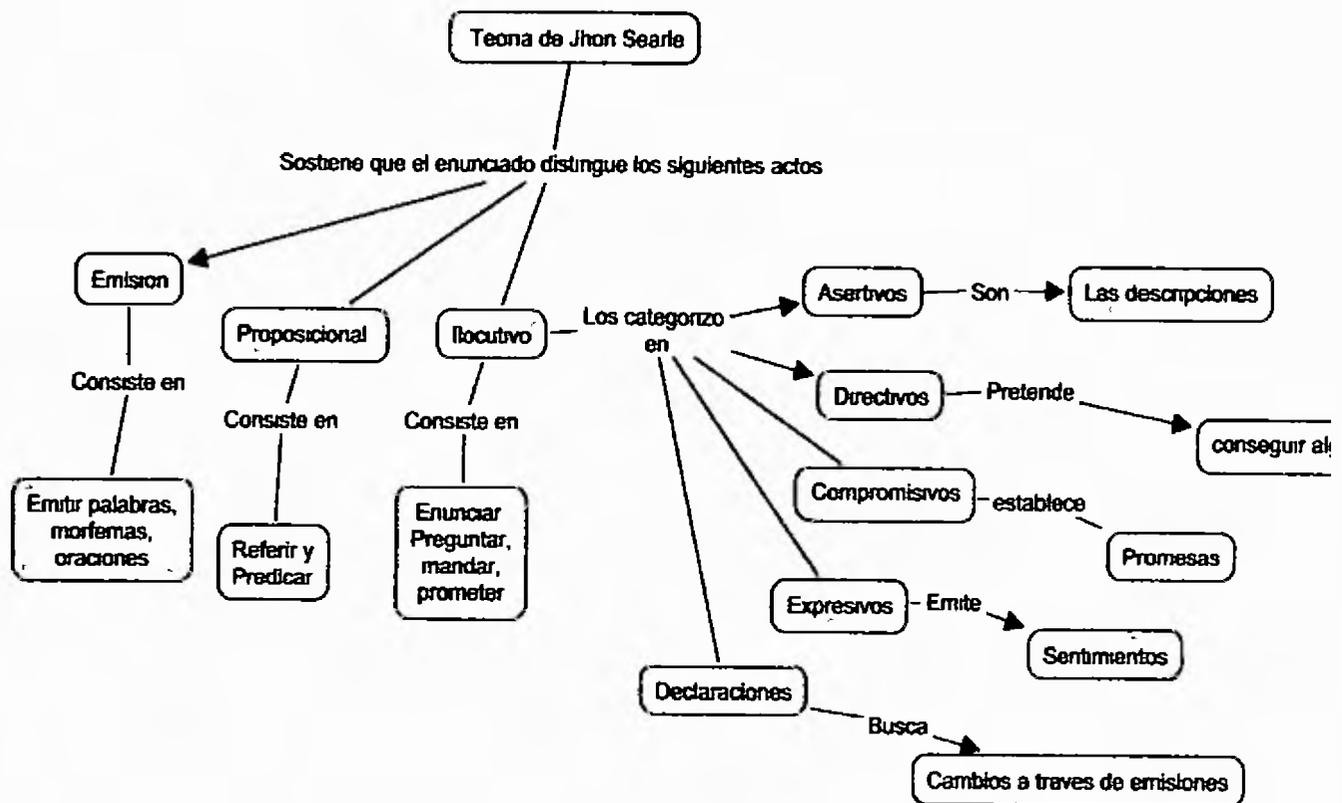 Teoria de Jhon Searle
Sostiene que el enunciado distingue los siguientes actos
Emision
Consiste en
Emitir palabras,
morfemas,
oraciones
Proposicional
Consiste en
Referir y
Predicar
Ilocutivo
Consiste en
Enunciar
Preguntar,
mandar,
prometer
Los categorizo
en
Asertivos
Son
Las descripciones
Directivos
Pretende
conseguir
Compromisivos
establece
Promesas
Expresivos
Emite
Sentimientos
Declaraciones
Busca
Cambios a traves de emisiones